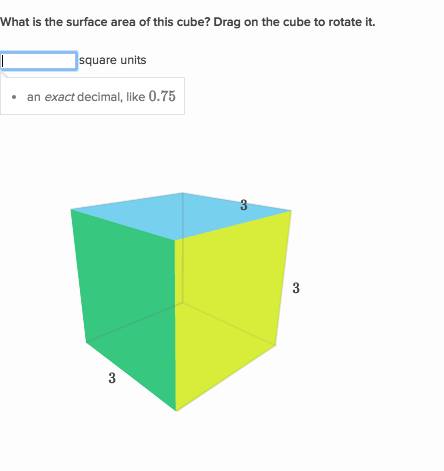 What is the surface area of this cube? Drag on the cube to rotate it.
square units
• an exact decimal, like 0.75
3
3
3